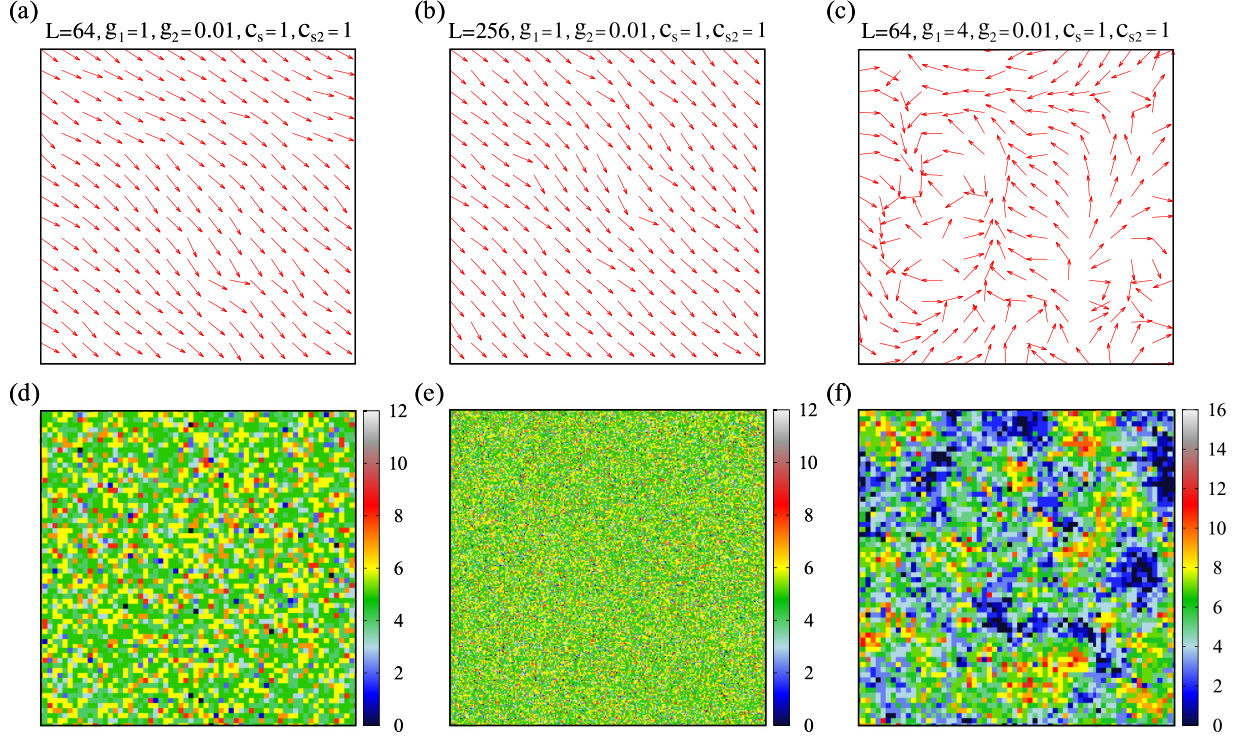 (a) (b) (c)
L=64, g1=1, g2=0.01, cs=1, cs2=1 L=256, g1=1, g2=0.01, cs=1, cs2=1 L=64, g1=4, g2=0.01, cs=1, cs2=1
(d) (e) (f)
12 12 16
14
10 10 12
8 8 10
6 6 8
6
4 4 4
2 2 2
0 0 0